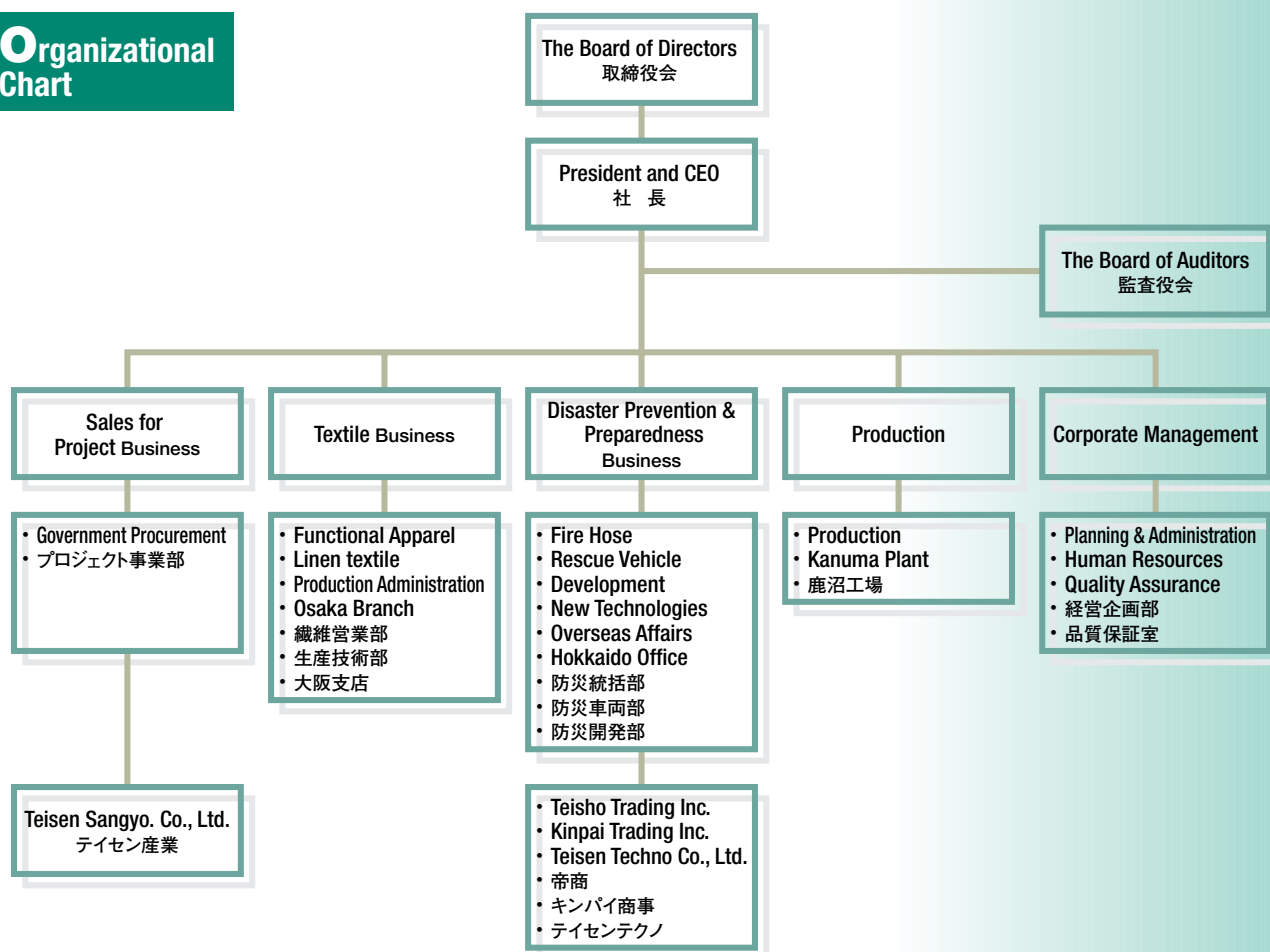 Organizational
Chart
The Board of Directors
取締役会
President and CEO
社 長
The Board of Auditors
監査役会
Sales for
Project Business
Textile Business
Disaster Prevention &
Preparedness
Business
Production
Corporate Management
・Government Procurement
・プロジェクト事業部
・Functional Apparel
・Linen textile
・Production Administration
・Osaka Branch
・繊維営業部
・生産技術部
・大阪支店
・Fire Hose
・Rescue Vehicle
・Development
・New Technologies
・Overseas Affairs
・Hokkaido Office
・防災統括部
・防災車両部
・防災開発部
・Production
・Kanuma Plant
・鹿沼工場
・Planning & Administration
・Human Resources
・Quality Assurance
・経営企画部
・品質保証室
Teisen Sangyo. Co., Ltd.
テイセン産業
・Teisho Trading Inc.
・Kinpai Trading Inc.
・Teisen Techno Co., Ltd.
・帝商
・キンパイ商事
・テイセンテクノ